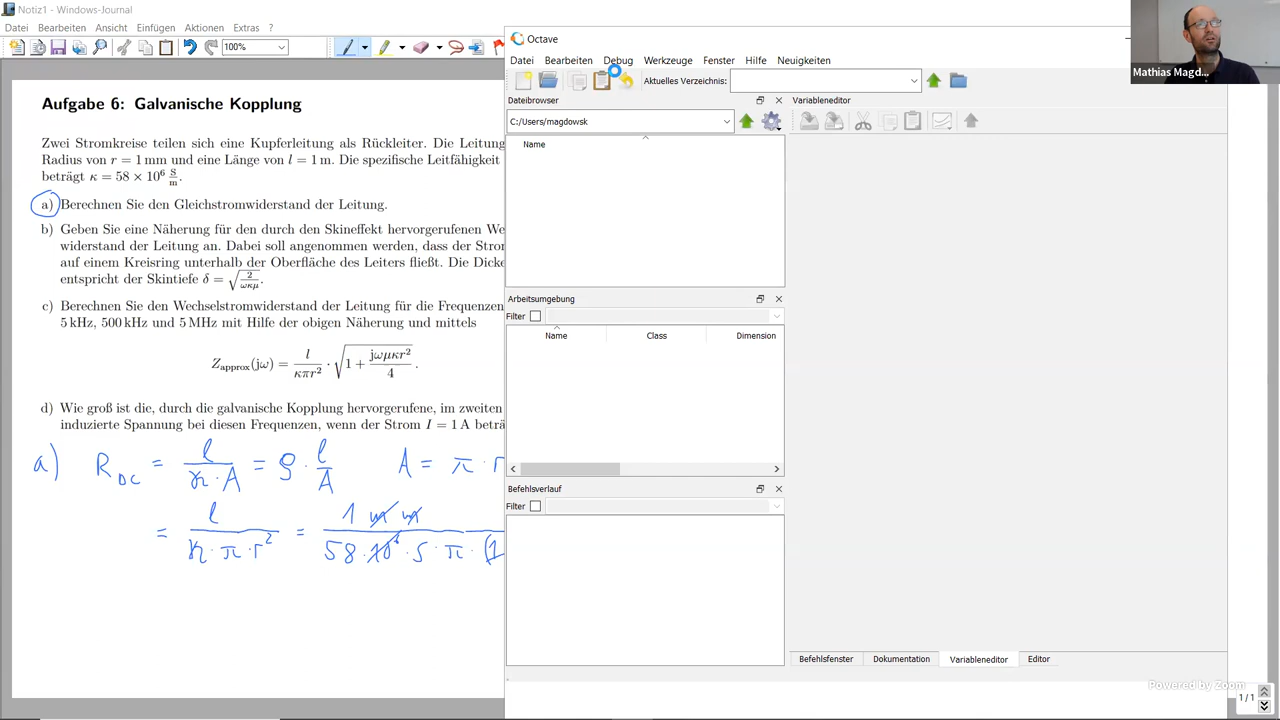 Notiz1 - Windows-Journal
Datei Bearbeiten Ansicht Einfügen Aktionen Extras ?
100%
Aufgabe 6: Galvanische Kopplung
Zwei Stromkreise teilen sich eine Kupferleitung als Rückleiter. Die Leitung
Radius von r = 1 mm und eine Länge von l = 1 m. Die spezifische Leitfähigkeit
beträgt κ = 58 × 10⁶ S/m.
a) Berechnen Sie den Gleichstromwiderstand der Leitung.
b) Geben Sie eine Näherung für den durch den Skineffekt hervorgerufenen We
widerstand der Leitung an. Dabei soll angenommen werden, dass der Strom
auf einem Kreisring unterhalb der Oberfläche des Leiters fließt. Die Dicke
entspricht der Skintiefe δ = √(2/(ωκμ)).
c) Berechnen Sie den Wechselstromwiderstand der Leitung für die Frequenzen
5 kHz, 500 kHz und 5 MHz mit Hilfe der obigen Näherung und mittels
Z_approx(jω) = l/(κπr²) · √(1 + jωμκr²/4) .
d) Wie groß ist die, durch die galvanische Kopplung hervorgerufene, im zweiten
induzierte Spannung bei diesen Frequenzen, wenn der Strom I = 1 A beträ
a) R_DC = l/(κ · A) = ρ · l/A A = π · r
= l/(κ · π · r²) = 1 m m/(58 · 10⁶ · S · π · (1
Octave
Datei Bearbeiten Debug Werkzeuge Fenster Hilfe Neuigkeiten
Aktuelles Verzeichnis:
Dateibrowser
C:/Users/magdowsk
Name
Arbeitsumgebung
Filter
Name Class Dimension
Befehlsverlauf
Filter
Variableneditor
Befehlsfenster Dokumentation Variableneditor Editor
Mathias Magd...
Powered by Zoom
1/1